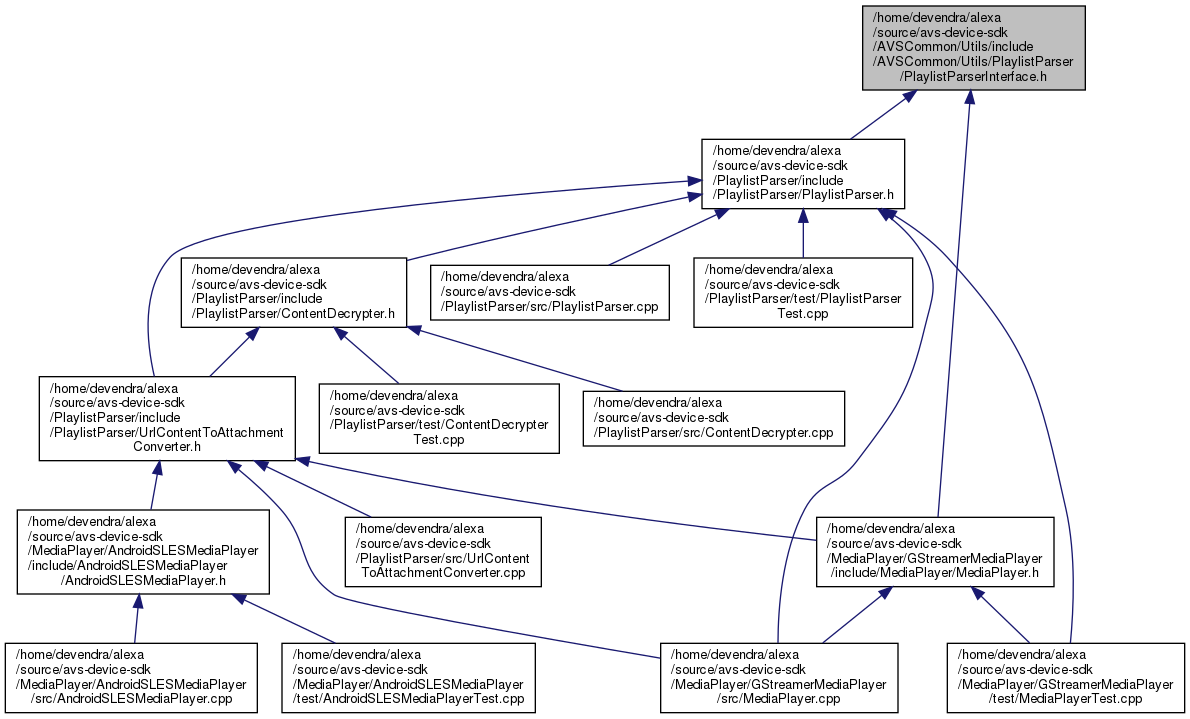 /home/devendra/alexa
/source/avs-device-sdk
/AVSCommon/Utils/include
/AVSCommon/Utils/PlaylistParser
/PlaylistParserInterface.h
/home/devendra/alexa
/source/avs-device-sdk
/PlaylistParser/include
/PlaylistParser/PlaylistParser.h
/home/devendra/alexa
/source/avs-device-sdk
/PlaylistParser/include
/PlaylistParser/ContentDecrypter.h
/home/devendra/alexa
/source/avs-device-sdk
/PlaylistParser/src/PlaylistParser.cpp
/home/devendra/alexa
/source/avs-device-sdk
/PlaylistParser/test/PlaylistParser
Test.cpp
/home/devendra/alexa
/source/avs-device-sdk
/PlaylistParser/include
/PlaylistParser/UrlContentToAttachment
Converter.h
/home/devendra/alexa
/source/avs-device-sdk
/PlaylistParser/test/ContentDecrypter
Test.cpp
/home/devendra/alexa
/source/avs-device-sdk
/PlaylistParser/src/ContentDecrypter.cpp
/home/devendra/alexa
/source/avs-device-sdk
/MediaPlayer/AndroidSLESMediaPlayer
/include/AndroidSLESMediaPlayer
/AndroidSLESMediaPlayer.h
/home/devendra/alexa
/source/avs-device-sdk
/PlaylistParser/src/UrlContent
ToAttachmentConverter.cpp
/home/devendra/alexa
/source/avs-device-sdk
/MediaPlayer/GStreamerMediaPlayer
/include/MediaPlayer/MediaPlayer.h
/home/devendra/alexa
/source/avs-device-sdk
/MediaPlayer/AndroidSLESMediaPlayer
/src/AndroidSLESMediaPlayer.cpp
/home/devendra/alexa
/source/avs-device-sdk
/MediaPlayer/AndroidSLESMediaPlayer
/test/AndroidSLESMediaPlayerTest.cpp
/home/devendra/alexa
/source/avs-device-sdk
/MediaPlayer/GStreamerMediaPlayer
/src/MediaPlayer.cpp
/home/devendra/alexa
/source/avs-device-sdk
/MediaPlayer/GStreamerMediaPlayer
/test/MediaPlayerTest.cpp